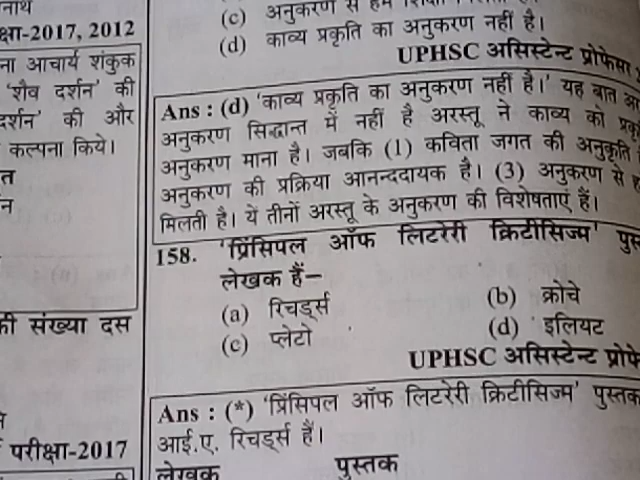 नाथ
क्षा-2017, 2012
ना आचार्य शंकुक
'शैव दर्शन' की
दर्शन' की और
कल्पना किये।
त
न
की संख्या दस
परीक्षा-2017
(c) अनुकरण से हमें
(d) काव्य प्रकृति का अनुकरण नहीं है।
UPHSC असिस्टेन्ट प्रोफेसर
Ans : (d) 'काव्य प्रकृति का अनुकरण नहीं है।' यह बात
अनुकरण सिद्धान्त में नहीं है अरस्तू ने काव्य को
अनुकरण माना है। जबकि (1) कविता जगत की अनुकृति
अनुकरण की प्रक्रिया आनन्ददायक है। (3) अनुकरण से
मिलती है। ये तीनों अरस्तू के अनुकरण की विशेषताएं हैं।
158. 'प्रिंसिपल ऑफ लिटरेरी क्रिटीसिज्म'
लेखक हैं–
(a) रिचर्ड्स (b) क्रोचे
(c) प्लेटो (d) इलियट
UPHSC असिस्टेन्ट प्रोफे
Ans : (*) 'प्रिंसिपल ऑफ लिटरेरी क्रिटीसिज्म' पुस्तक
आई.ए. रिचर्ड्स हैं।
लेखक पुस्तक